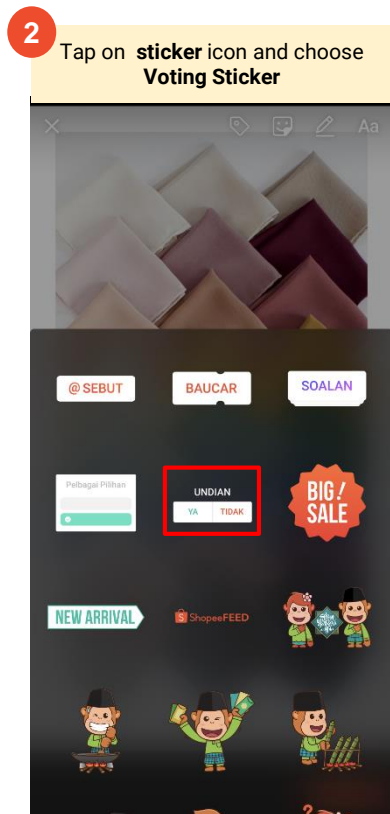 2
Tap on sticker icon and choose
Voting Sticker
Aa
@ SEBUT
BAUCAR
SOALAN
Pelbagai Pilihan
UNDIAN
YA TIDAK
BIG!
SALE
NEW ARRIVAL
S ShopeeFEED
?